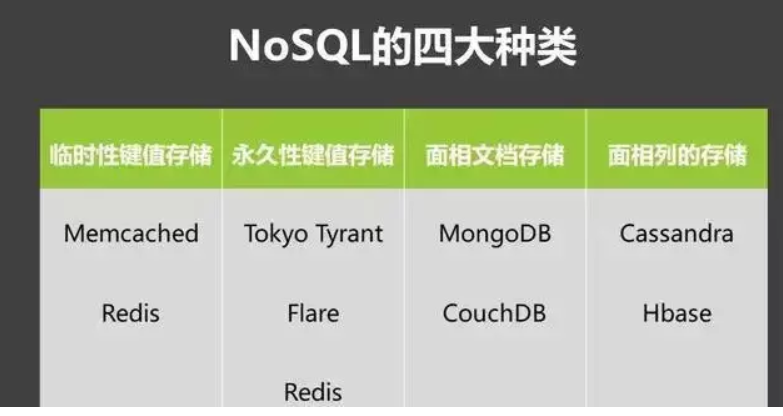 NoSQL的四大种类
临时性键值存储 永久性键值存储 面相文档存储 面相列的存储
Memcached Tokyo Tyrant MongoDB Cassandra
Redis Flare CouchDB Hbase
Redis